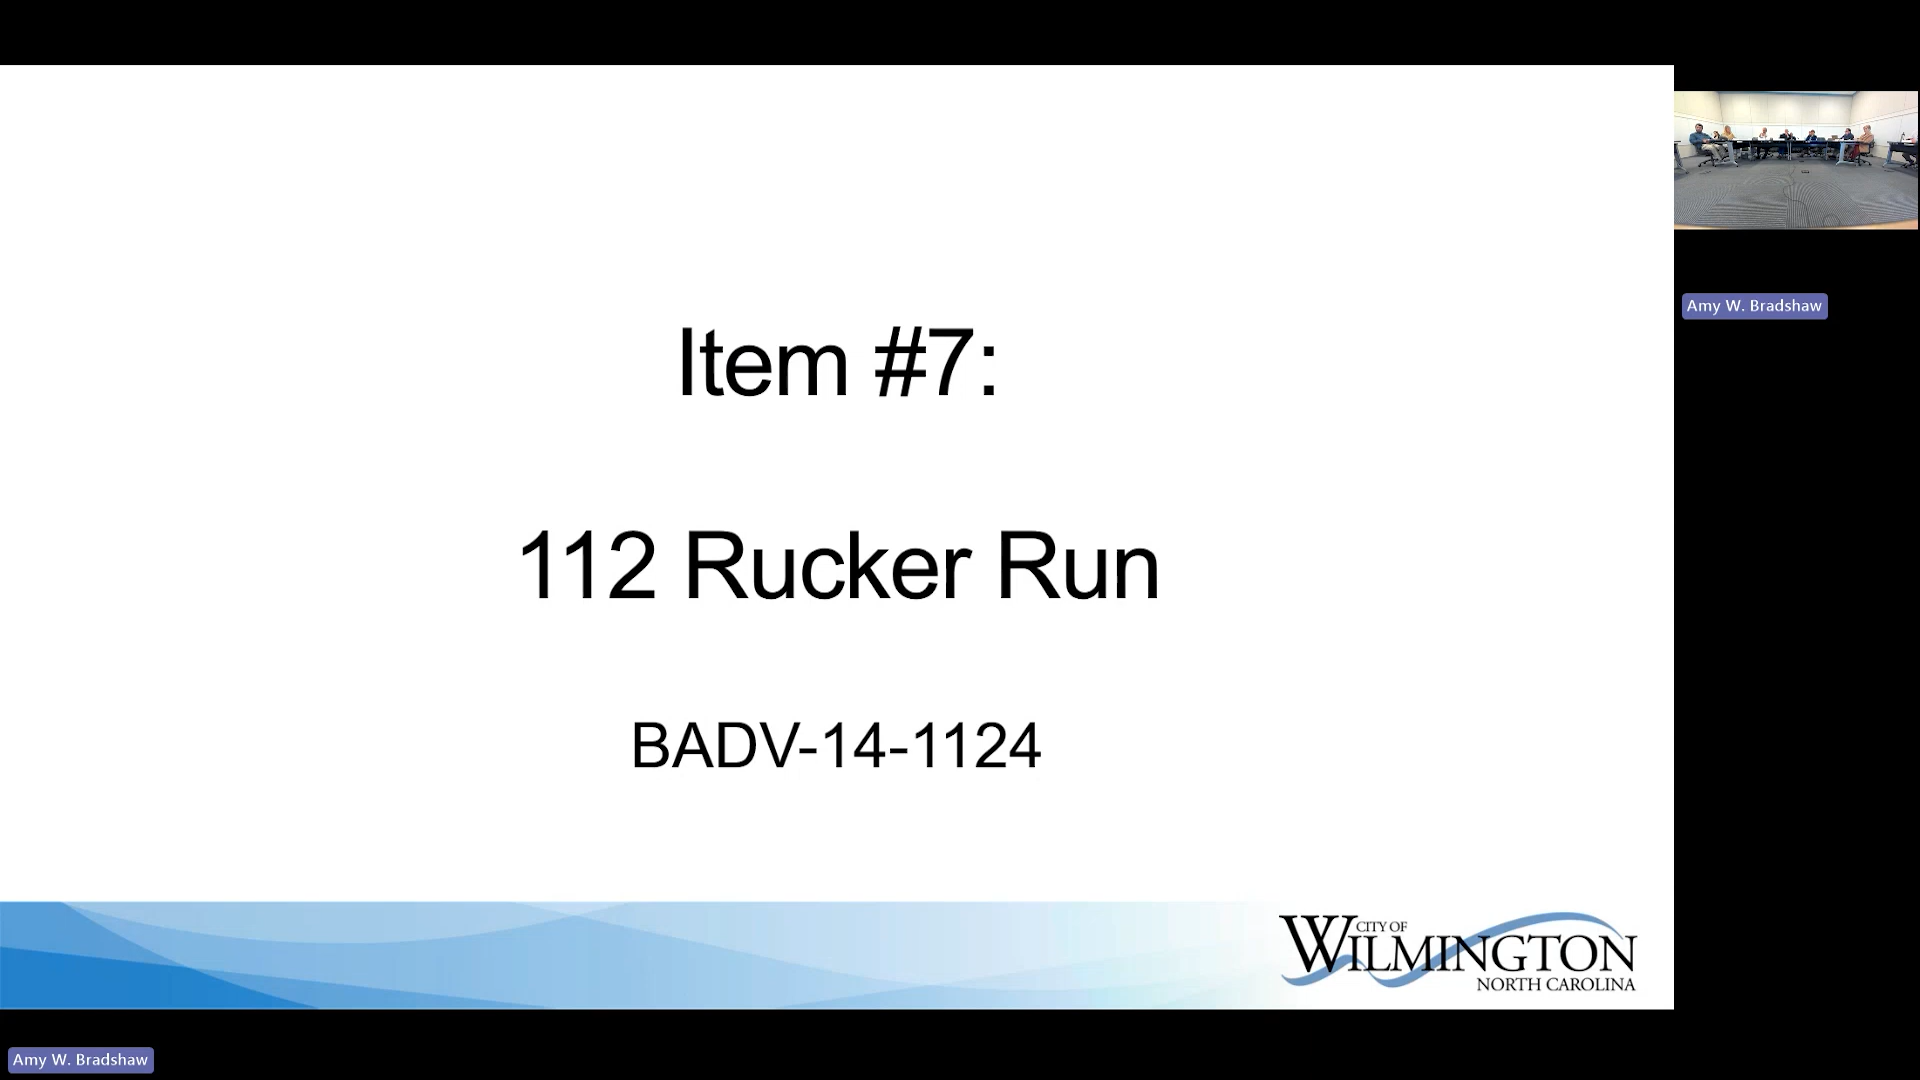 Item #7:
112 Rucker Run
BADV-14-1124
CITY OF
WILMINGTON
NORTH CAROLINA
Amy W. Bradshaw
Amy W. Bradshaw